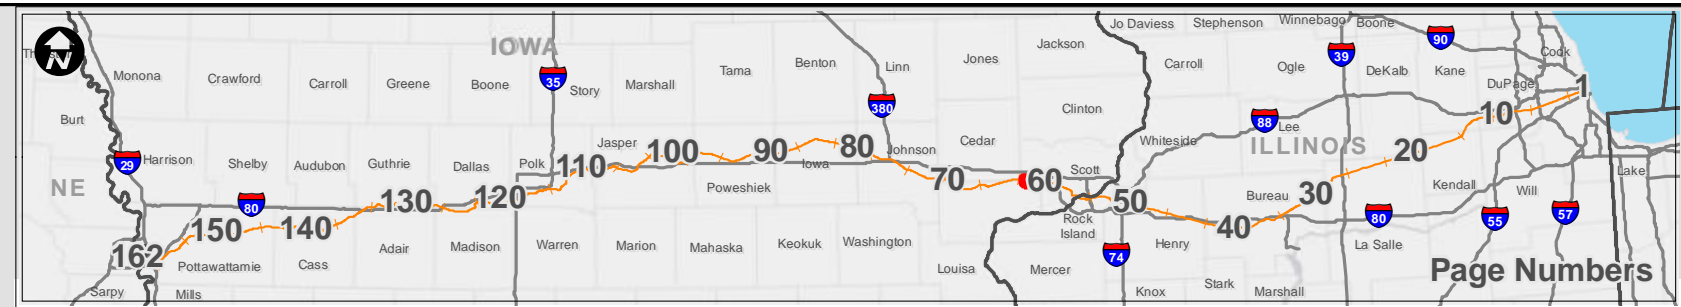 Jo Daviess Stephenson Winnebago Boone
IOWA
N
Monona Crawford Carroll Greene Boone 35 Story Marshall Tama Benton Linn Jones Jackson Carroll Ogle 39 DeKalb 90 Kane Cook
DuPage 1
Burt 380 Clinton 88 Lee 10
Whiteside ILLINOIS
29 Harrison Shelby Audubon Guthrie Dallas Polk 110 Jasper 100 90 Iowa 80 Johnson Cedar Scott 20
NE 80 130 120 Poweshiek 70 60 50 Bureau 30 Kendall Will Lake
150 140 Rock
Island 40 80 55 57
162 Pottawattamie Cass Adair Madison Warren Marion Mahaska Keokuk Washington Louisa Mercer 74 Henry La Salle
Page Numbers
Sarpy Mills Knox Stark Marshall